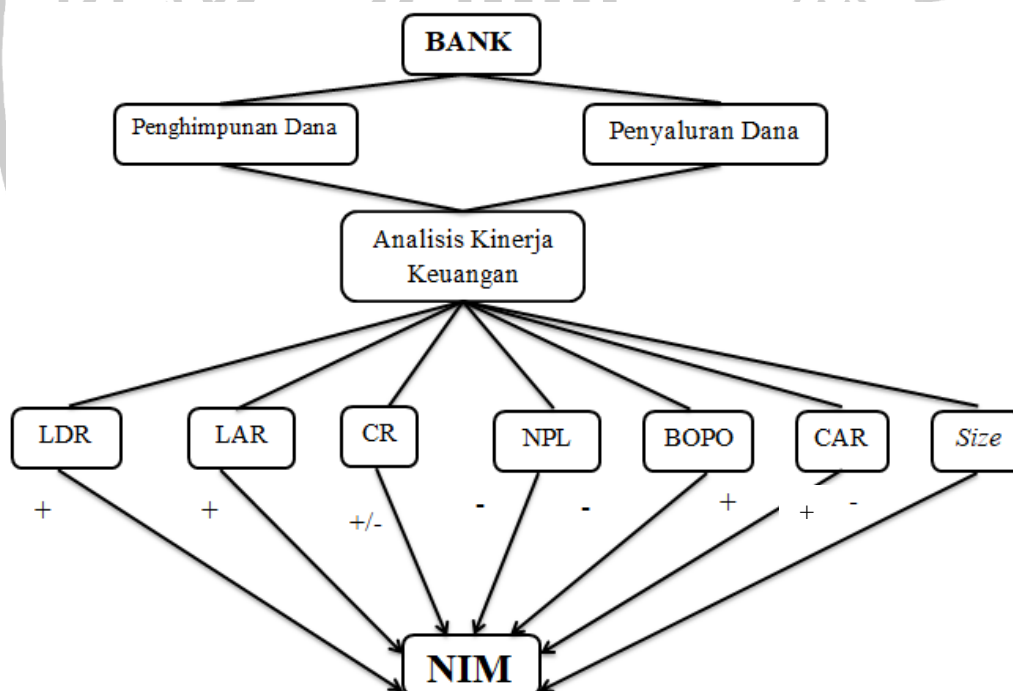 BANK
Penghimpunan Dana
Penyaluran Dana
Analisis Kinerja
Keuangan
LDR
LAR
CR
NPL
BOPO
CAR
Size
+
+
+/-
-
-
+
+
-
NIM